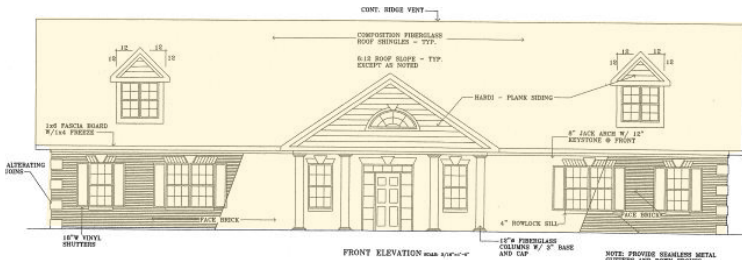 CONT. RIDGE VENT
COMPOSITION FIBERGLASS
ROOF SHINGLES - TYP.
12 12
12 12
12 12
12 12
ROOF SLOPE - TYP.
EXCEPT AS NOTED
HARDI - PLANK SIDING
1x6 FASCIA BOARD
W/1x4 FREEZE
8" JACK ARCH W/ 12"
KEYSTONE @ FRONT
ALTERATING
FACE BRICK
FACE BRICK
4" ROWLOCK SILL
16"W VINYL
SHUTTERS
FRONT ELEVATION
12"ø FIBERGLASS
COLUMNS W/ 3" BASE
AND CAP
NOTE: PROVIDE SEAMLESS METAL